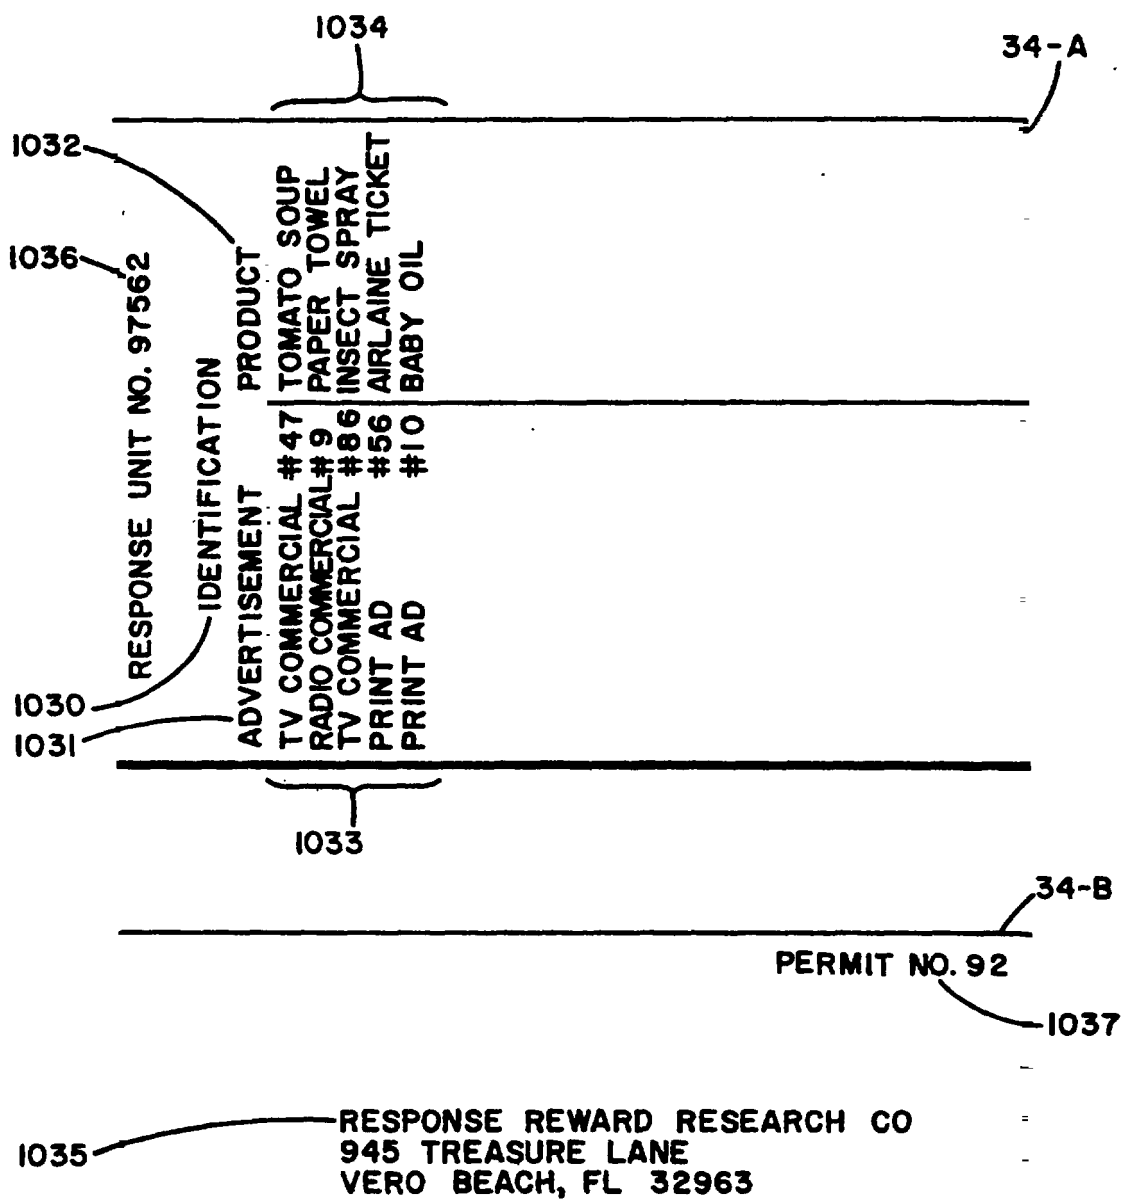 1034
34-A
1032
1036
RESPONSE UNIT NO. 97562
IDENTIFICATION
ADVERTISEMENT PRODUCT
TV COMMERCIAL #47 TOMATO SOUP
RADIO COMMERCIAL#9 PAPER TOWEL
TV COMMERCIAL #86 INSECT SPRAY
PRINT AD #56 AIRLAINE TICKET
PRINT AD #10 BABY OIL
1030
1031
1033
34-B
PERMIT NO. 92
1037
1035
RESPONSE REWARD RESEARCH CO
945 TREASURE LANE
VERO BEACH, FL 32963